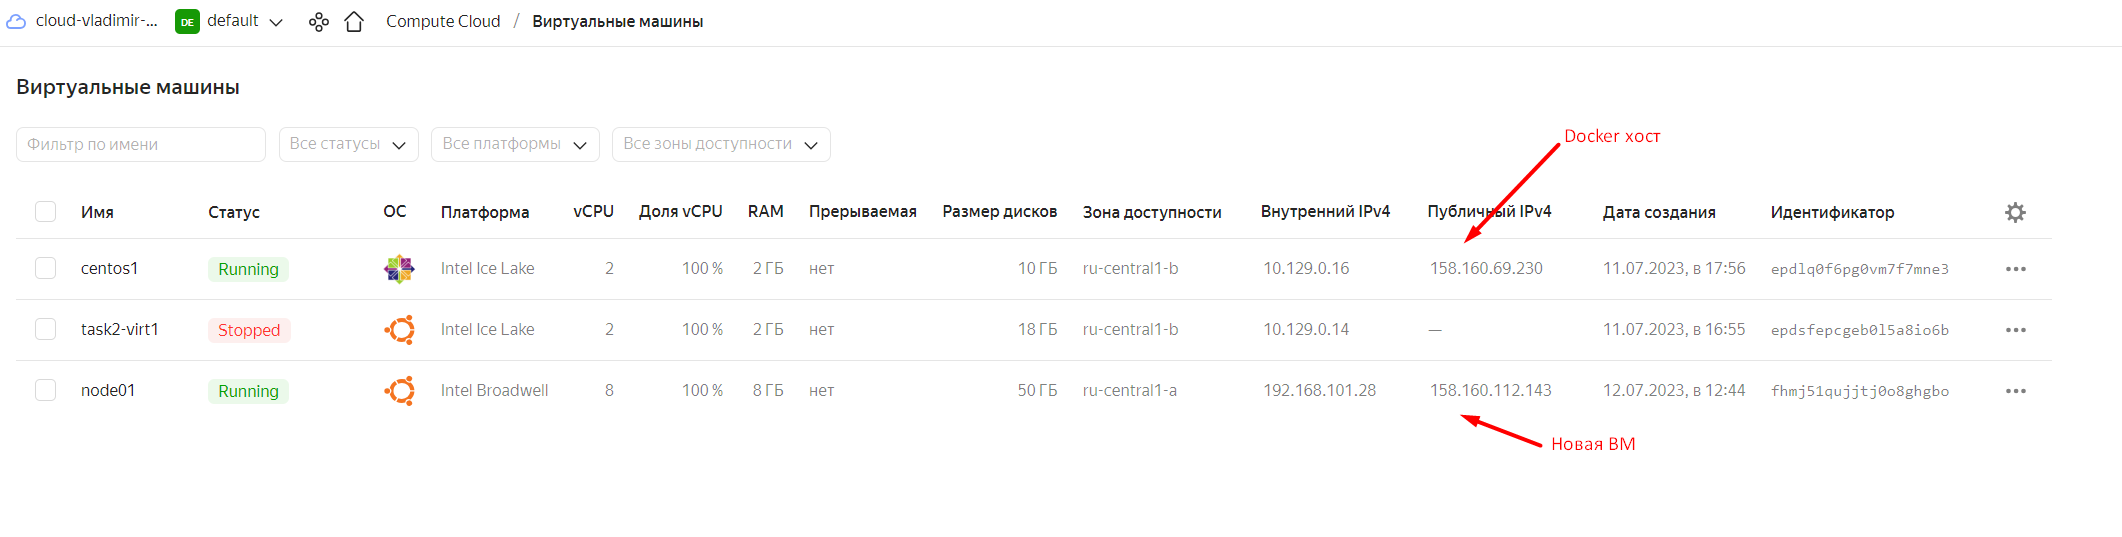 cloud-vladimir-... DE default Compute Cloud / Виртуальные машины
Виртуальные машины
Фильтр по имени Все статусы Все платформы Все зоны доступности
Docker хост
Имя Статус ОС Платформа vCPU Доля vCPU RAM Прерываемая Размер дисков Зона доступности Внутренний IPv4 Публичный IPv4 Дата создания Идентификатор
centos1 Running Intel Ice Lake 2 100 % 2 ГБ нет 10 ГБ ru-central1-b 10.129.0.16 158.160.69.230 11.07.2023, в 17:56 epdlq0f6pg0vm7f7mne3
task2-virt1 Stopped Intel Ice Lake 2 100 % 2 ГБ нет 18 ГБ ru-central1-b 10.129.0.14 — 11.07.2023, в 16:55 epdsfepcgeb0l5a8io6b
node01 Running Intel Broadwell 8 100 % 8 ГБ нет 50 ГБ ru-central1-a 192.168.101.28 158.160.112.143 12.07.2023, в 12:44 fhmj51qujjtj0o8ghgbo
Новая ВМ